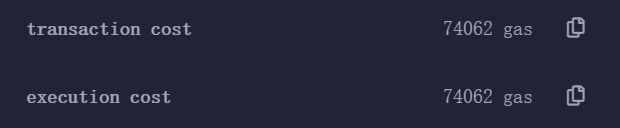 transaction cost 74062 gas
execution cost 74062 gas